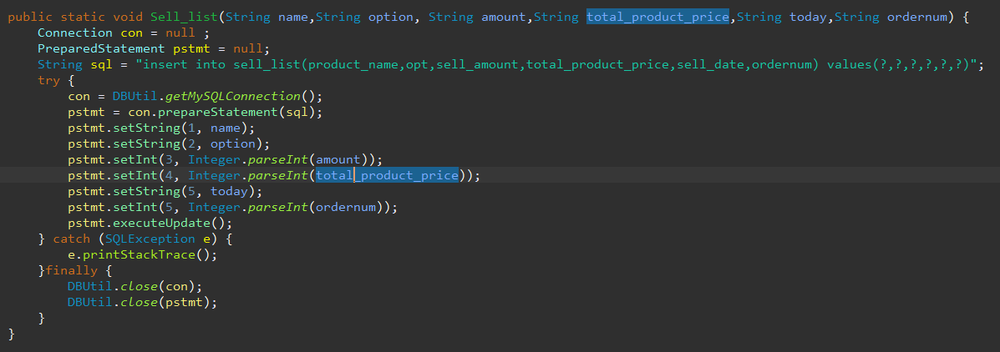 public static void Sell_list(String name,String option, String amount,String total_product_price,String today,String ordernum) {
Connection con = null ;
PreparedStatement pstmt = null;
String sql = "insert into sell_list(product_name,opt,sell_amount,total_product_price,sell_date,ordernum) values(?,?,?,?,?,?)";
try {
con = DBUtil.getMySQLConnection();
pstmt = con.prepareStatement(sql);
pstmt.setString(1, name);
pstmt.setString(2, option);
pstmt.setInt(3, Integer.parseInt(amount));
pstmt.setInt(4, Integer.parseInt(total_product_price));
pstmt.setString(5, today);
pstmt.setInt(5, Integer.parseInt(ordernum));
pstmt.executeUpdate();
} catch (SQLException e) {
e.printStackTrace();
}finally {
DBUtil.close(con);
DBUtil.close(pstmt);
}
}